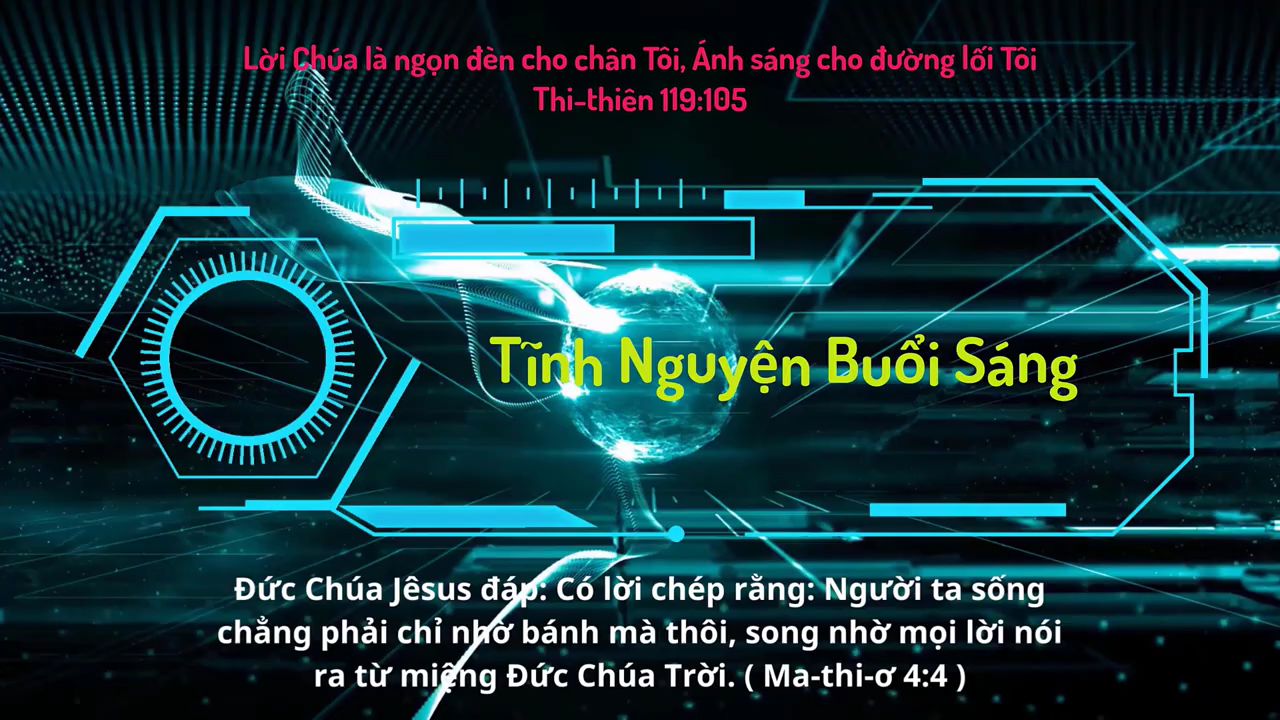 Lời Chúa là ngọn đèn cho chân Tôi, Ánh sáng cho đường lối Tôi
Thi-thiên 119:105
Tĩnh Nguyện Buổi Sáng
Đức Chúa Jêsus đáp: Có lời chép rằng: Người ta sống
chẳng phải chỉ nhờ bánh mà thôi, song nhờ mọi lời nói
ra từ miệng Đức Chúa Trời. ( Ma-thi-ơ 4:4 )